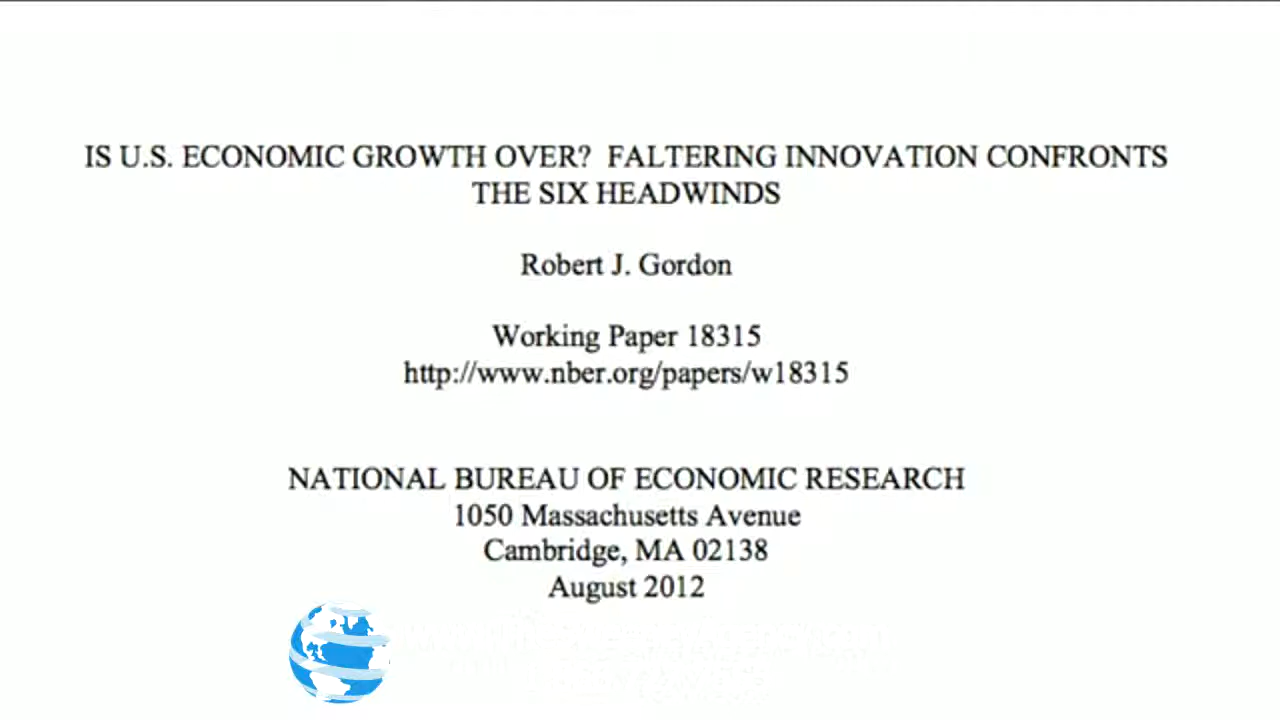 IS U.S. ECONOMIC GROWTH OVER? FALTERING INNOVATION CONFRONTS
THE SIX HEADWINDS
Robert J. Gordon
Working Paper 18315
http://www.nber.org/papers/w18315
NATIONAL BUREAU OF ECONOMIC RESEARCH
1050 Massachusetts Avenue
Cambridge, MA 02138
August 2012